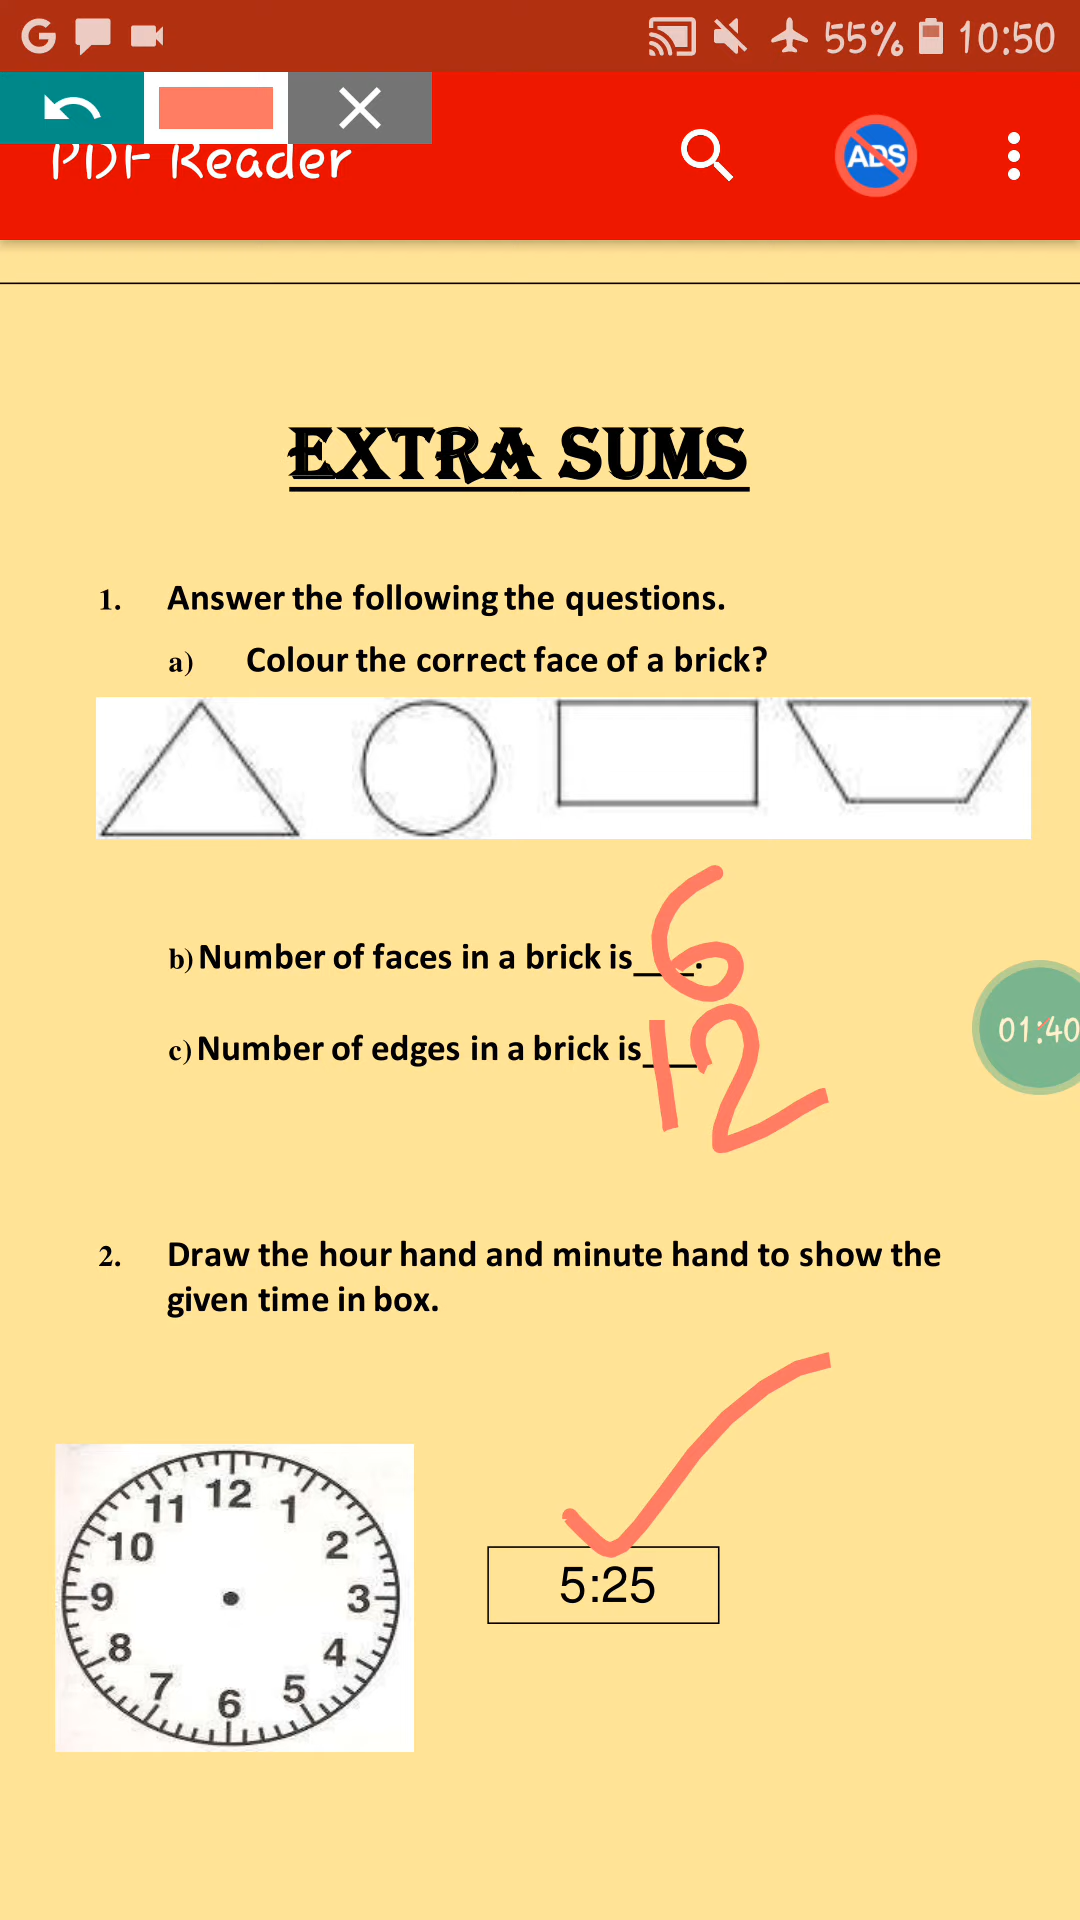 55% 10:50
PDF Reader
ADS
EXTRA SUMS
1. Answer the following the questions.
a) Colour the correct face of a brick?
b) Number of faces in a brick is____.
6
c) Number of edges in a brick is____
12
01:40
2. Draw the hour hand and minute hand to show the
given time in box.
12
11 1
10 2
9 3
8 4
7 5
6
5:25